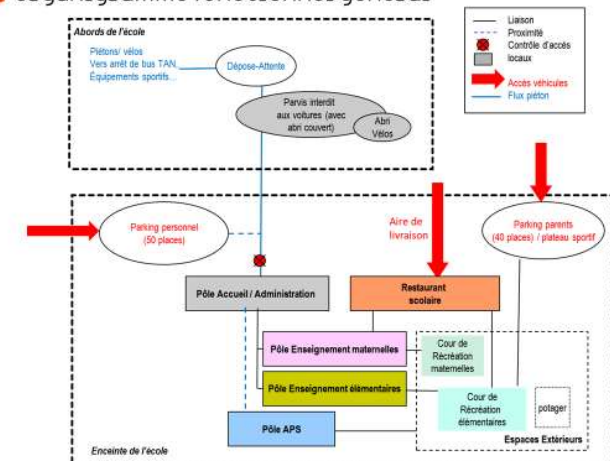 Abords de l'école
Piétons/ vélos
Vers arrêt de bus TAN.
Équipements sportifs...
Dépose-Attente
Parvis interdit
aux voitures (avec
abri couvert)
Abri
Vélos
Liaison
Proximité
Contrôle d'accès
locaux
Accès véhicules
Flux piéton
Parking personnel
(50 places)
Aire de
livraison
Parking parents
(40 places) / plateau sportif
Pôle Accueil / Administration
Restaurant
scolaire
Pôle Enseignement maternelles
Cour de
Récréation
maternelles
Pôle Enseignement élémentaires
Cour de
Récréation
élémentaires
potager
Pôle APS
Espaces Extérieurs
Enceinte de l'école